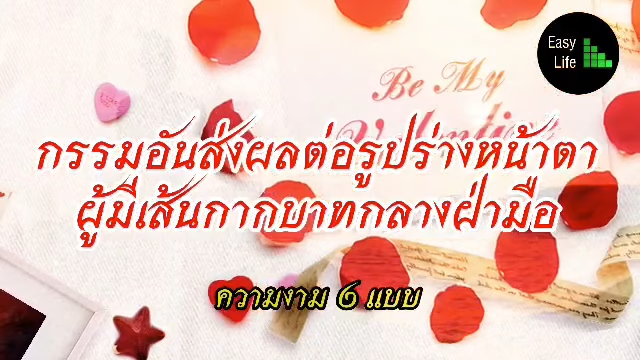 Easy
Life
Be My
Valentine
กรรมอันส่งผลต่อรูปร่างหน้าตา
ผู้มีเส้นกากบาทกลางฝ่ามือ
ความงาม 6 แบบ